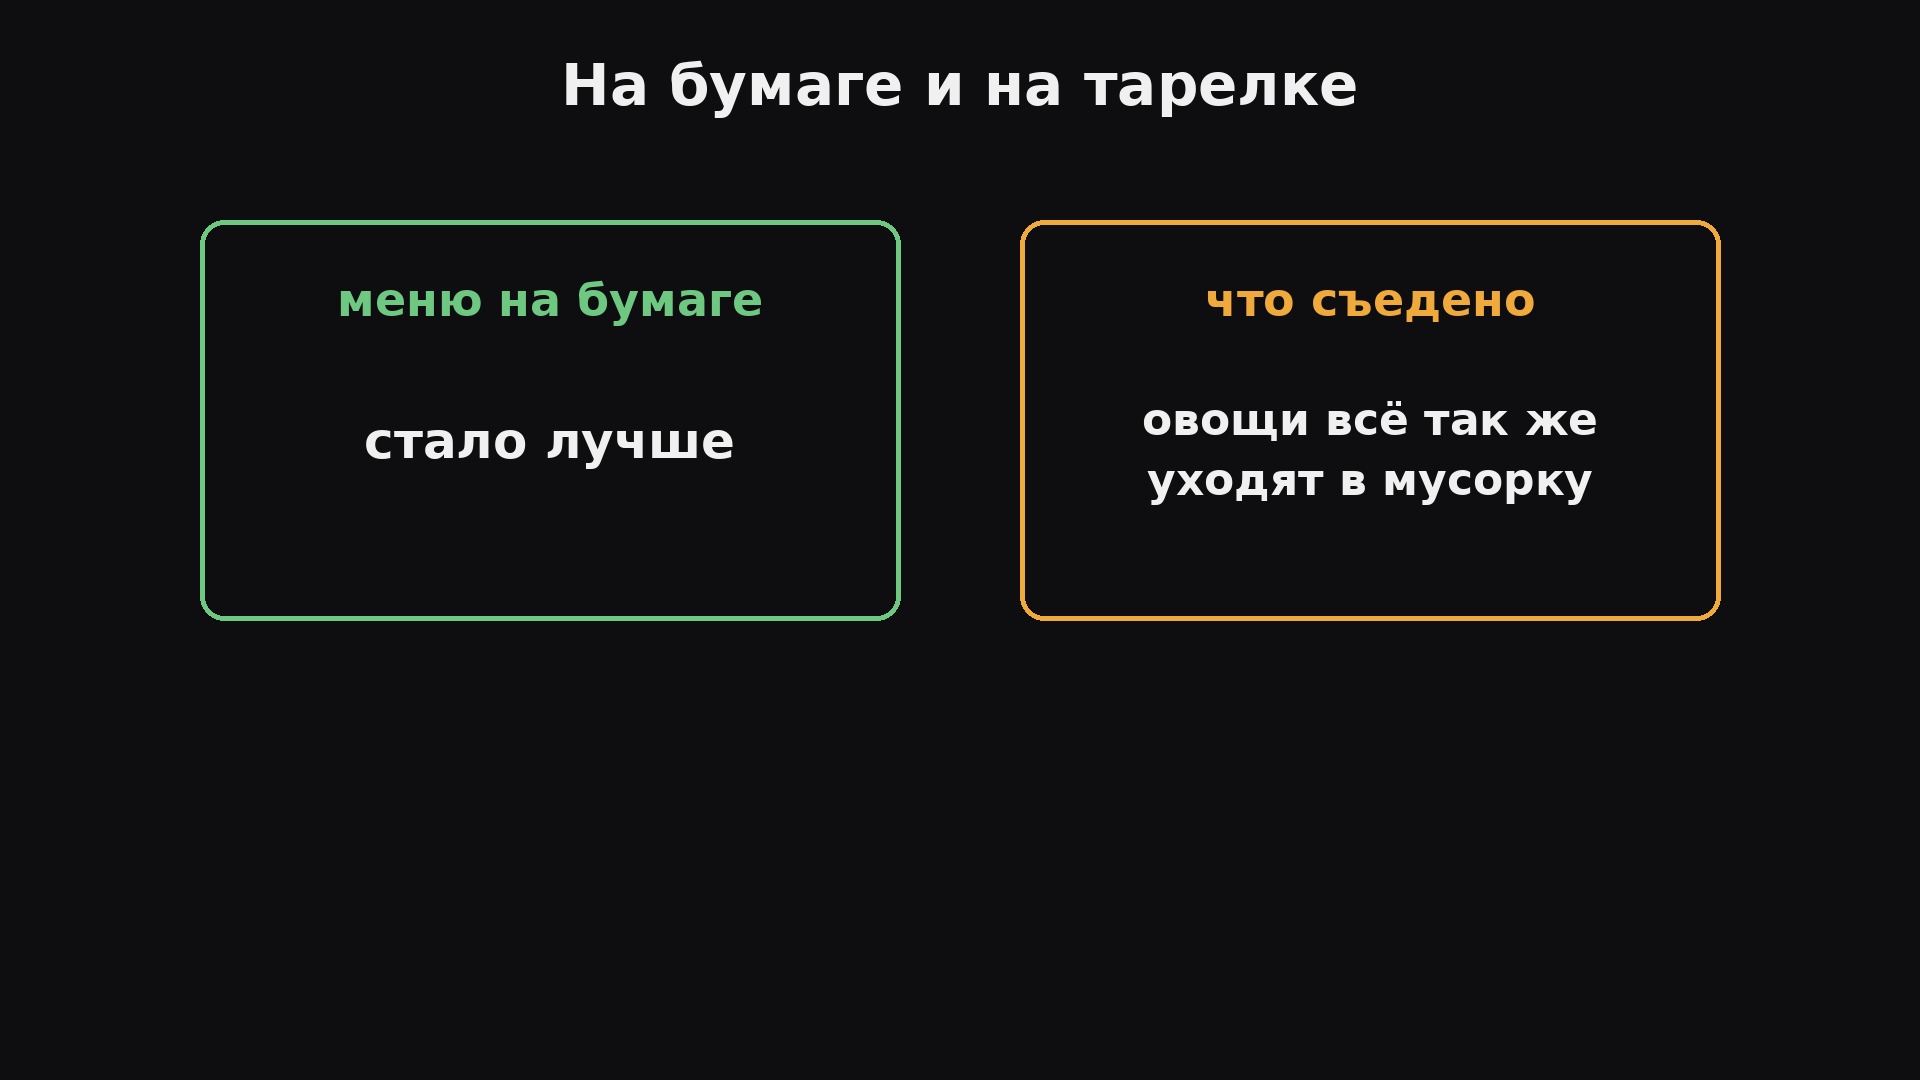 На бумаге и на тарелке
меню на бумаге
стало лучше
что съедено
овощи всё так же
уходят в мусорку